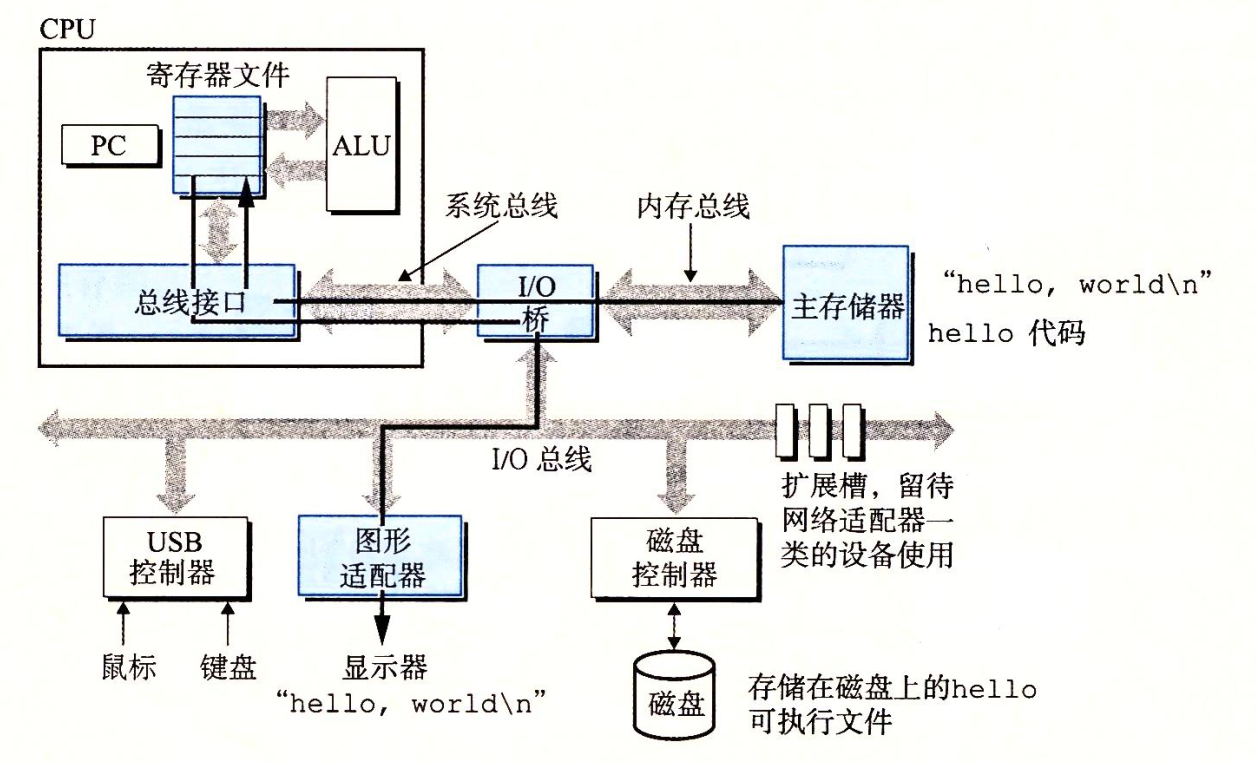 CPU
寄存器文件
PC
ALU
系统总线
内存总线
总线接口
I/O
桥
主存储器
“hello, world\n”
hello 代码
I/O 总线
扩展槽，留待
网络适配器一
类的设备使用
USB
控制器
图形
适配器
磁盘
控制器
鼠标
键盘
显示器
“hello, world\n”
磁盘
存储在磁盘上的hello
可执行文件